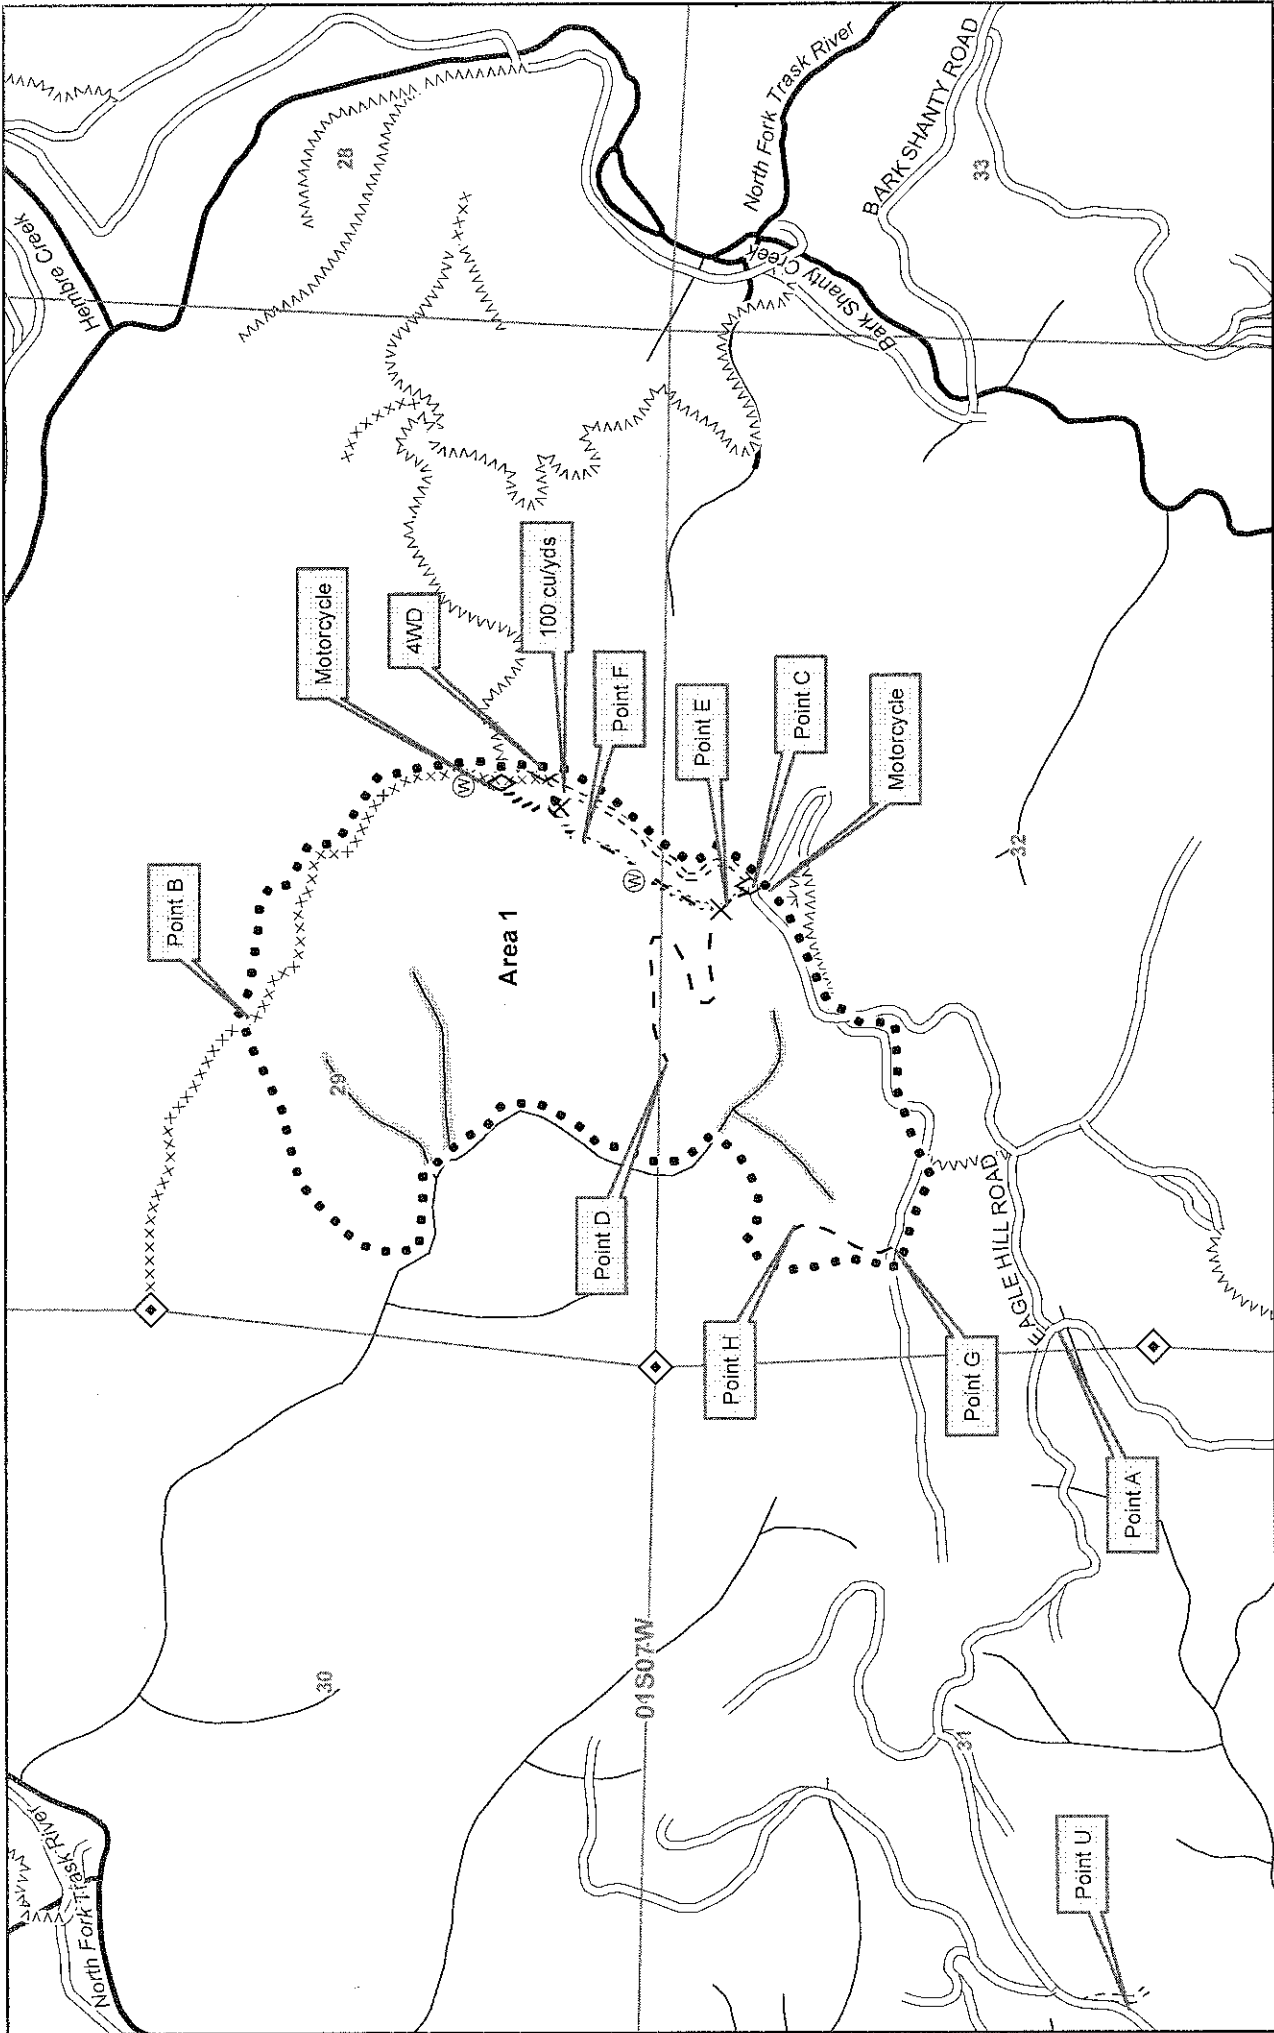 North Fork Trask River
30
01S07W
31
Point U
Point A
EAGLE HILL ROAD
Point G
Point H
Point D
29
Point B
Area 1
W
W
Motorcycle
4WD
100 cu/yds
Point F
Point E
Point C
Motorcycle
32
Hembre Creek
28
North Fork Trask River
Bark Shanty Creek
BARK SHANTY ROAD
33